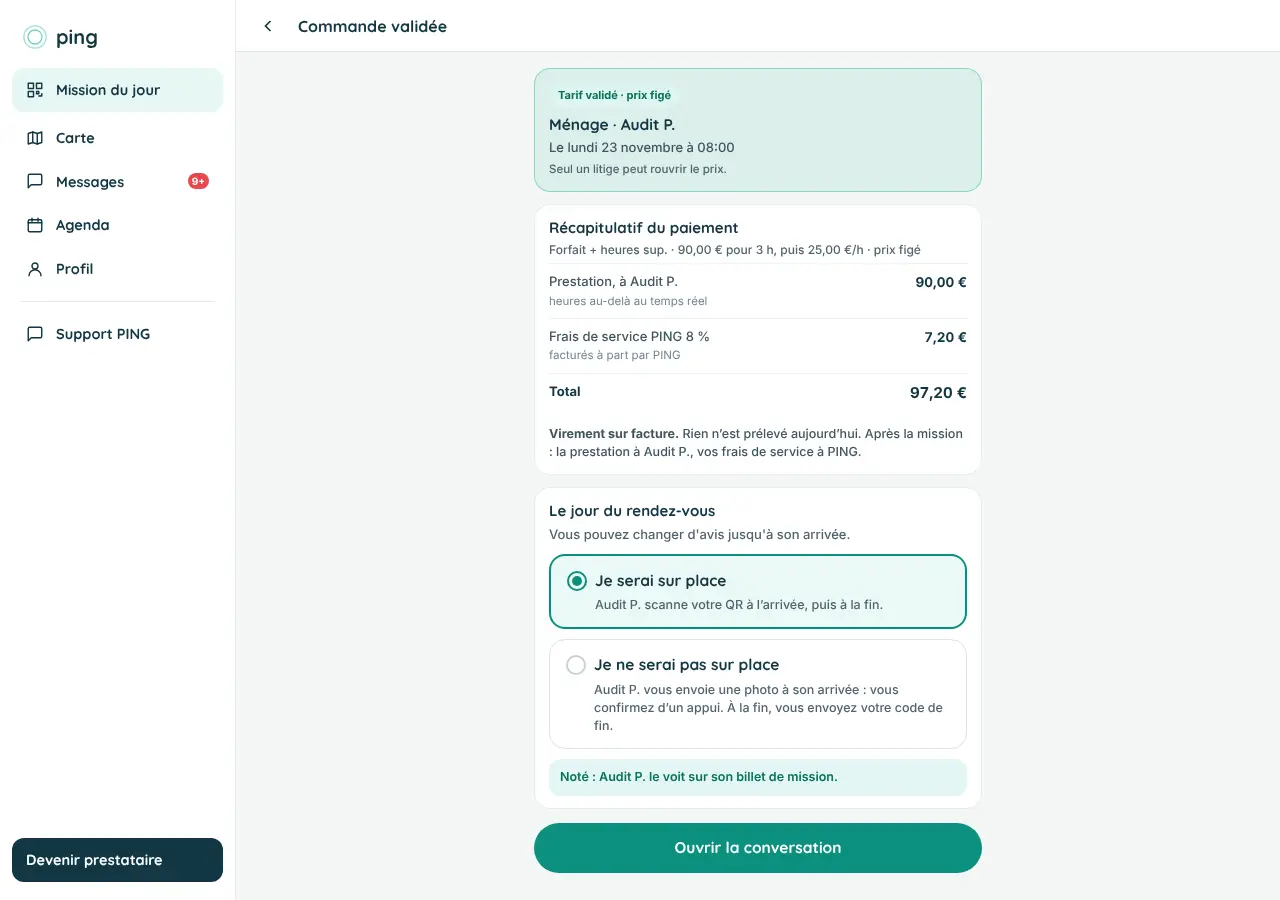 ping
Mission du jour
Carte
Messages
9+
Agenda
Profil
Support PING
Devenir prestataire
Commande validée
Tarif validé · prix figé
Ménage · Audit P.
Le lundi 23 novembre à 08:00
Seul un litige peut rouvrir le prix.
Récapitulatif du paiement
Forfait + heures sup. · 90,00 € pour 3 h, puis 25,00 €/h · prix figé
Prestation, à Audit P.
90,00 €
heures au-delà au temps réel
Frais de service PING 8 %
7,20 €
facturés à part par PING
Total
97,20 €
Virement sur facture. Rien n’est prélevé aujourd’hui. Après la mission
: la prestation à Audit P., vos frais de service à PING.
Le jour du rendez-vous
Vous pouvez changer d'avis jusqu'à son arrivée.
Je serai sur place
Audit P. scanne votre QR à l’arrivée, puis à la fin.
Je ne serai pas sur place
Audit P. vous envoie une photo à son arrivée : vous
confirmez d’un appui. À la fin, vous envoyez votre code de
fin.
Noté : Audit P. le voit sur son billet de mission.
Ouvrir la conversation